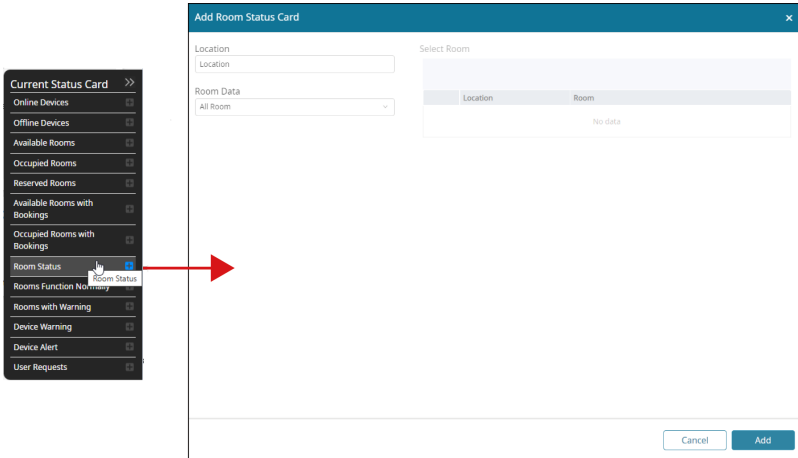 Current Status Card
Online Devices
Offline Devices
Available Rooms
Occupied Rooms
Reserved Rooms
Available Rooms with
Bookings
Occupied Rooms with
Bookings
Room Status
Room Status
Rooms Function Normally
Rooms with Warning
Device Warning
Device Alert
User Requests
Add Room Status Card
Location
Location
Room Data
All Room
Select Room
Location Room
No data
Cancel Add